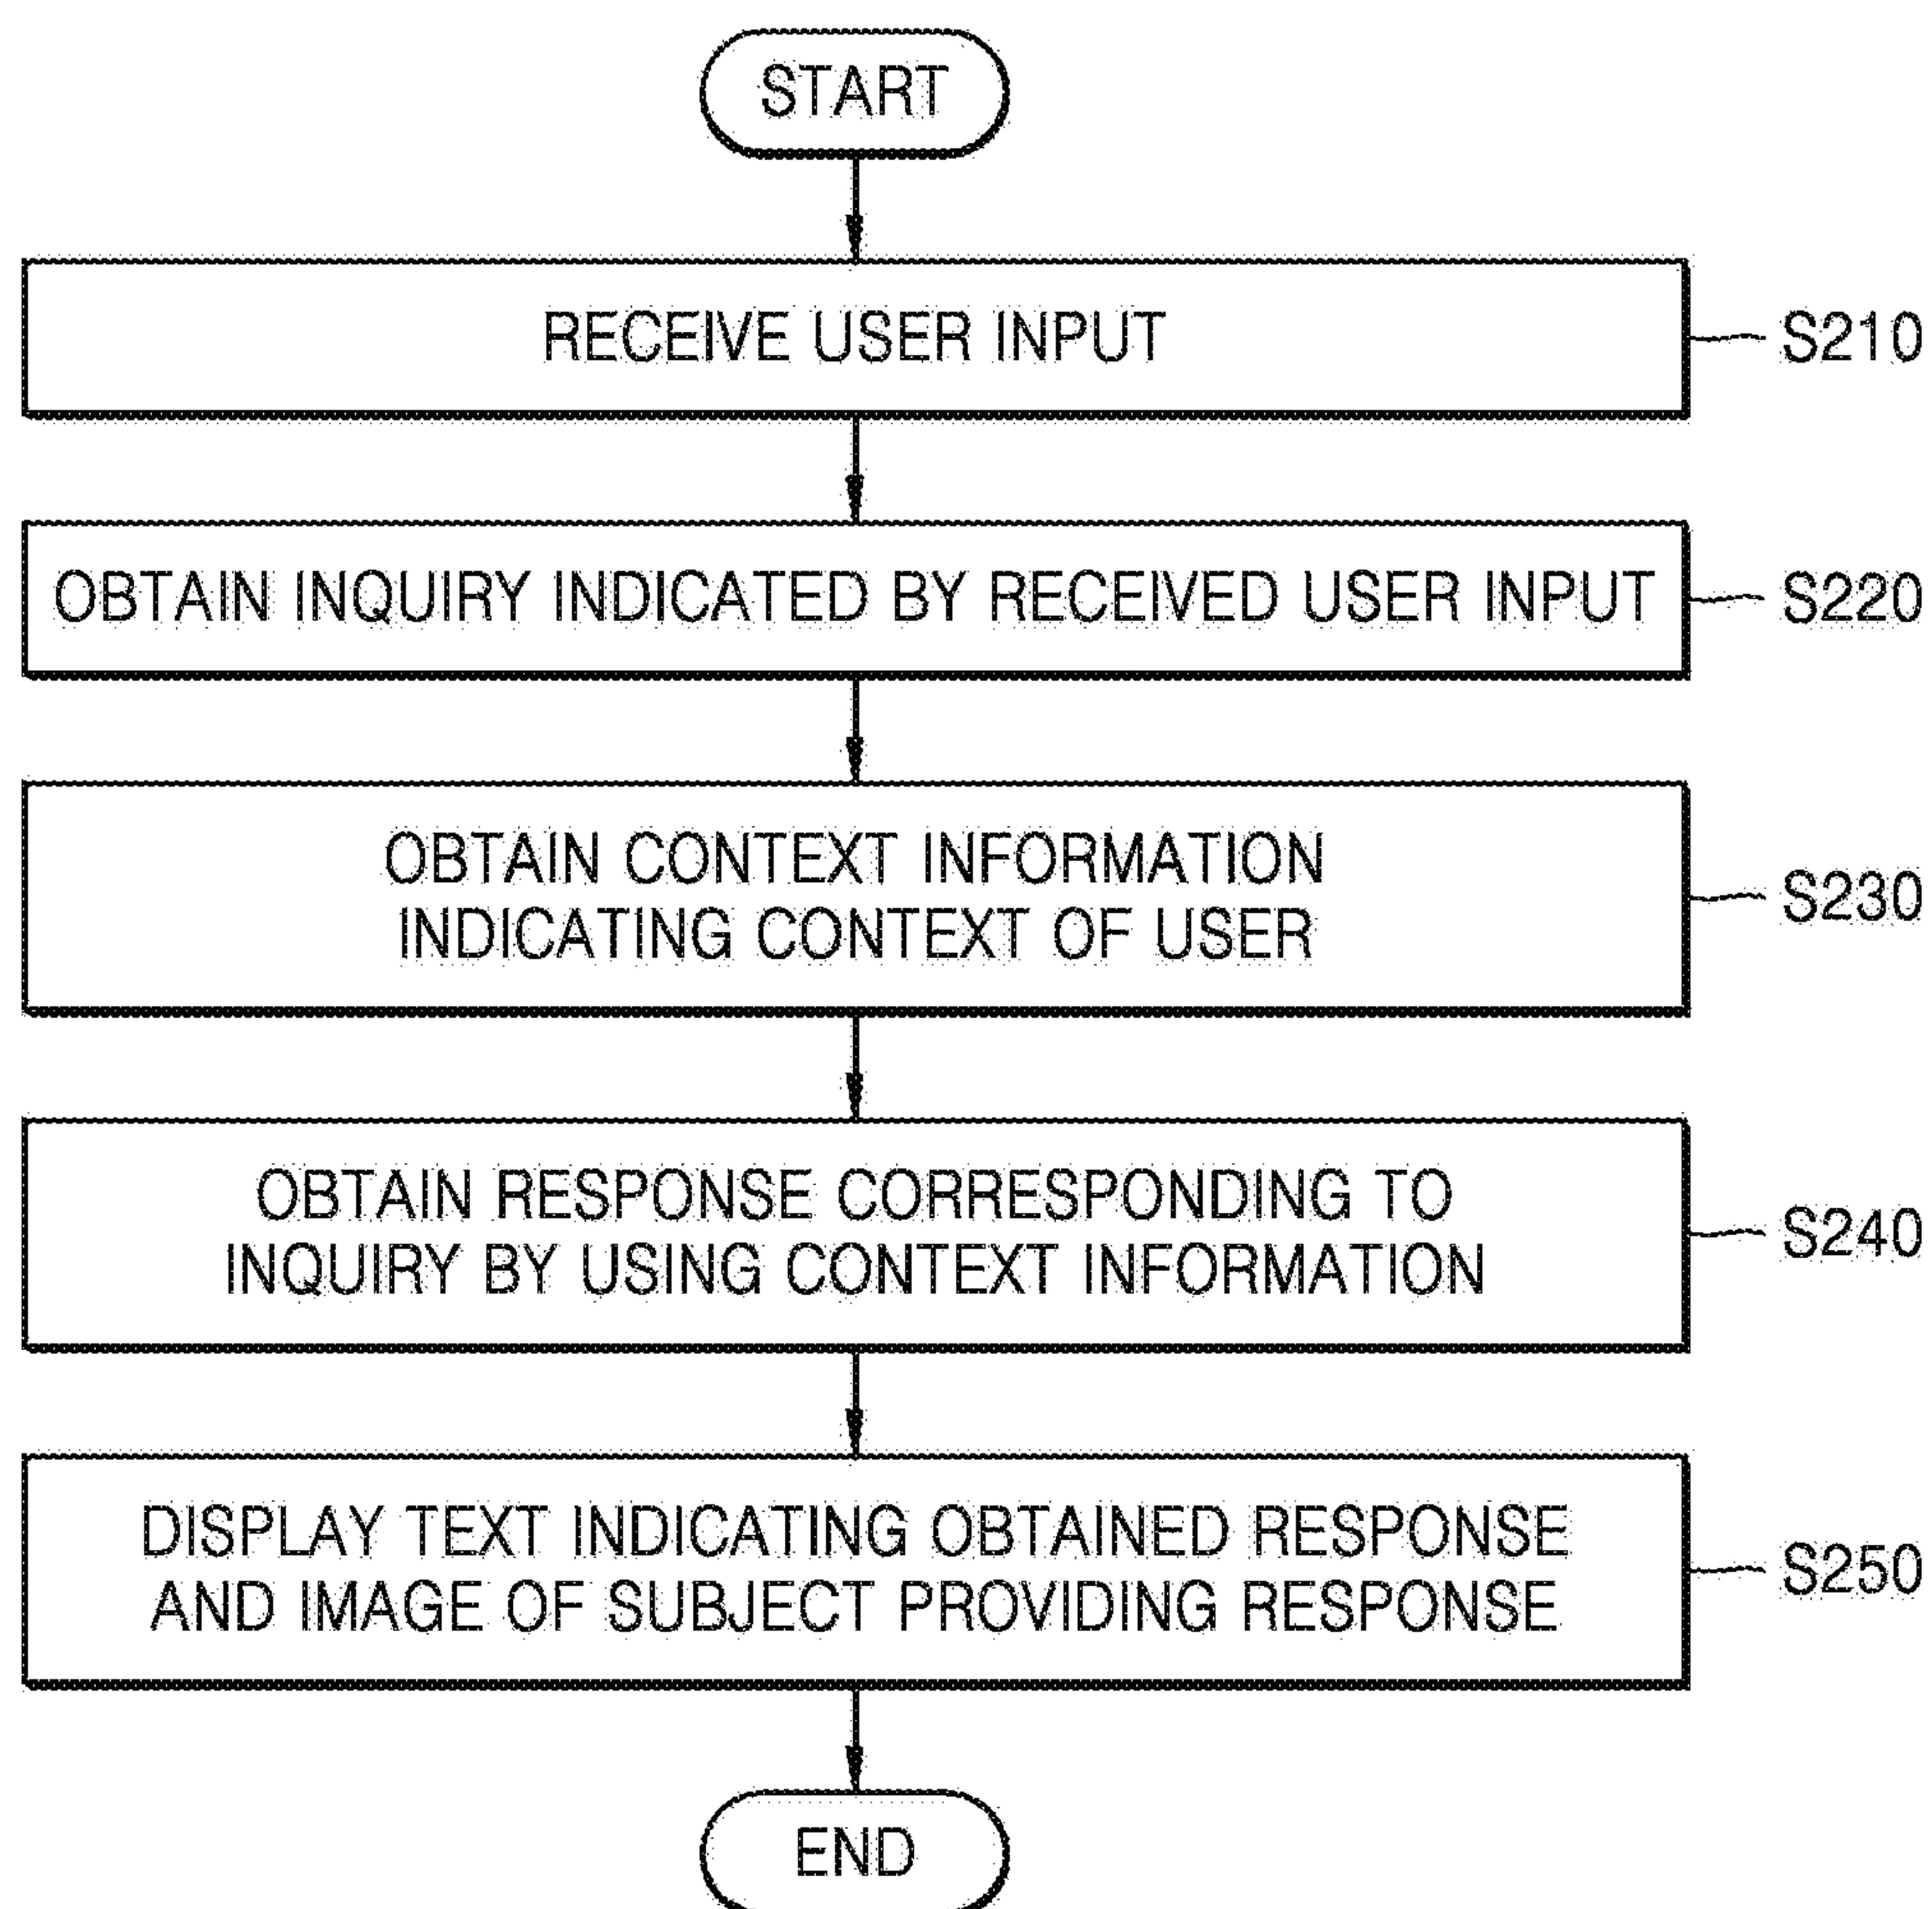 START
RECEIVE USER INPUT
S210
OBTAIN INQUIRY INDICATED BY RECEIVED USER INPUT
S220
OBTAIN CONTEXT INFORMATION
INDICATING CONTEXT OF USER
S230
OBTAIN RESPONSE CORRESPONDING TO
INQUIRY BY USING CONTEXT INFORMATION
S240
DISPLAY TEXT INDICATING OBTAINED RESPONSE
AND IMAGE OF SUBJECT PROVIDING RESPONSE
S250
END